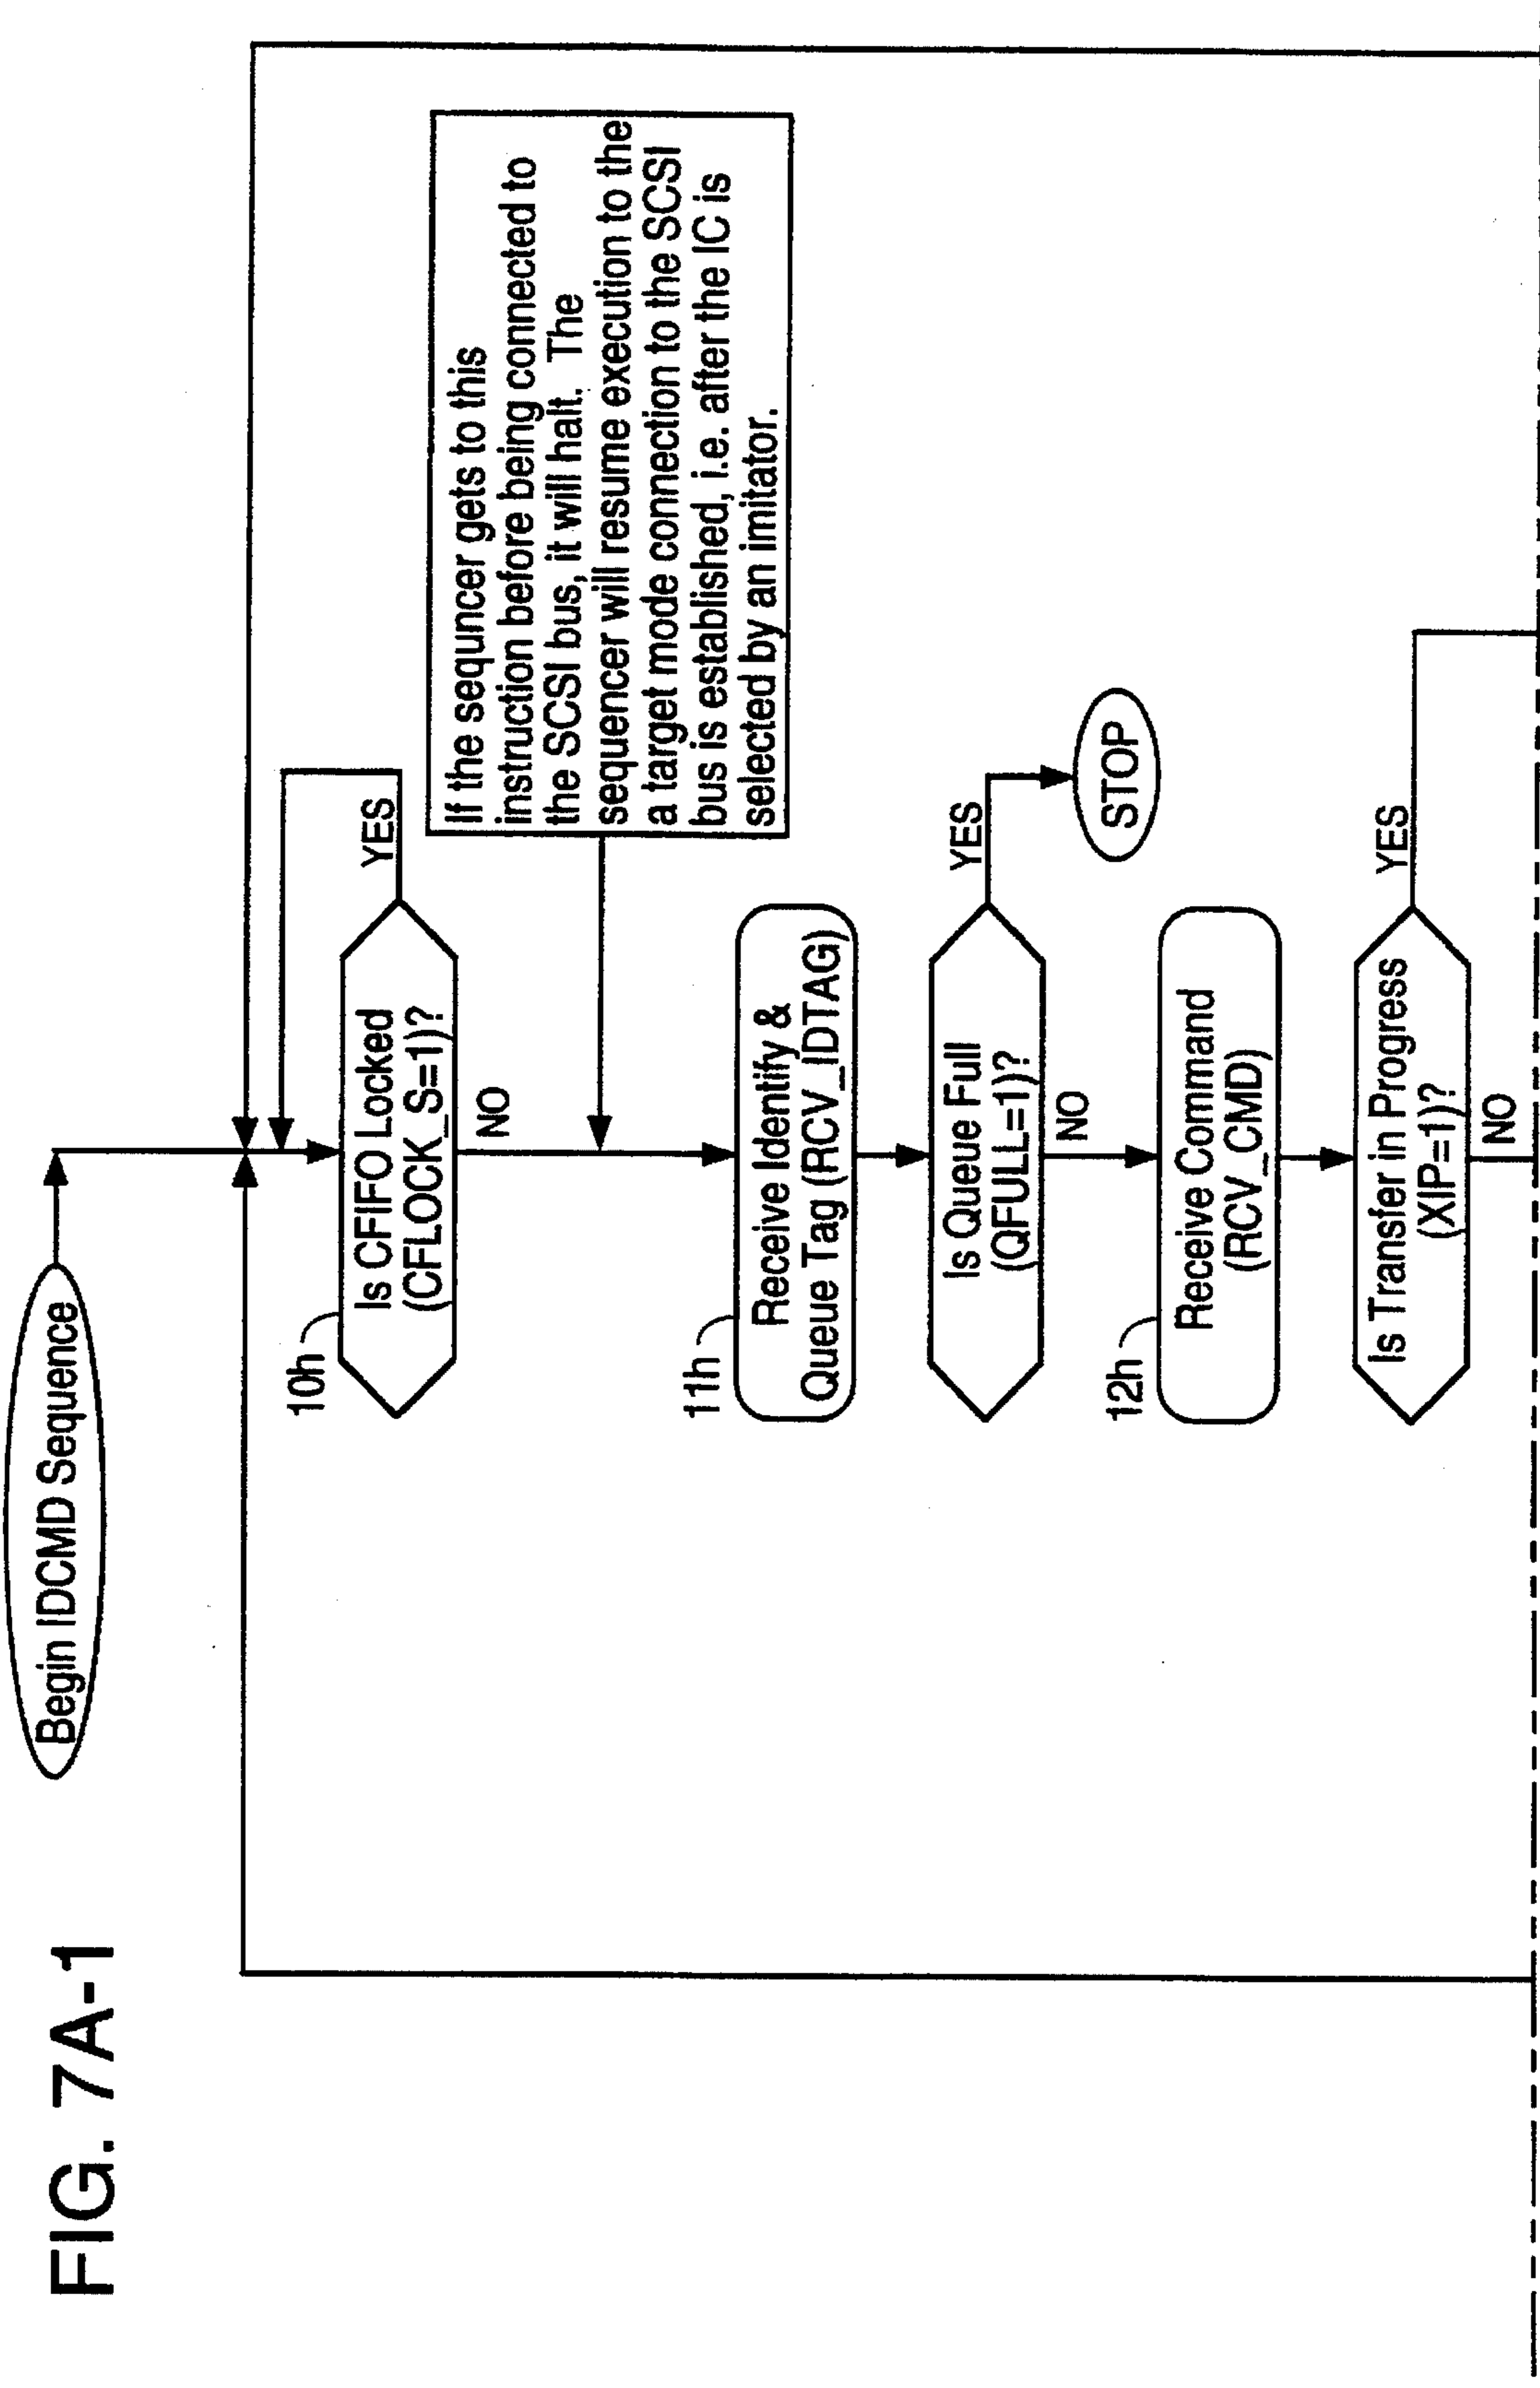 FIG. 7A-1
Begin IDCMD Sequence
10h
Is CFIFO Locked
(CFLOCK_S=1)?
YES
NO
If the sequncer gets to this
instruction before being connected to
the SCSI bus, it will halt. The
sequencer will resume execution to the
a target mode connection to the SCSI
bus is established, i.e. after the IC is
selected by an imitator.
11h
Receive Identify &
Queue Tag (RCV_IDTAG)
Is Queue Full
(QFULL=1)?
YES
STOP
NO
12h
Receive Command
(RCV_CMD)
Is Transfer in Progress
(XIP=1)?
YES
NO